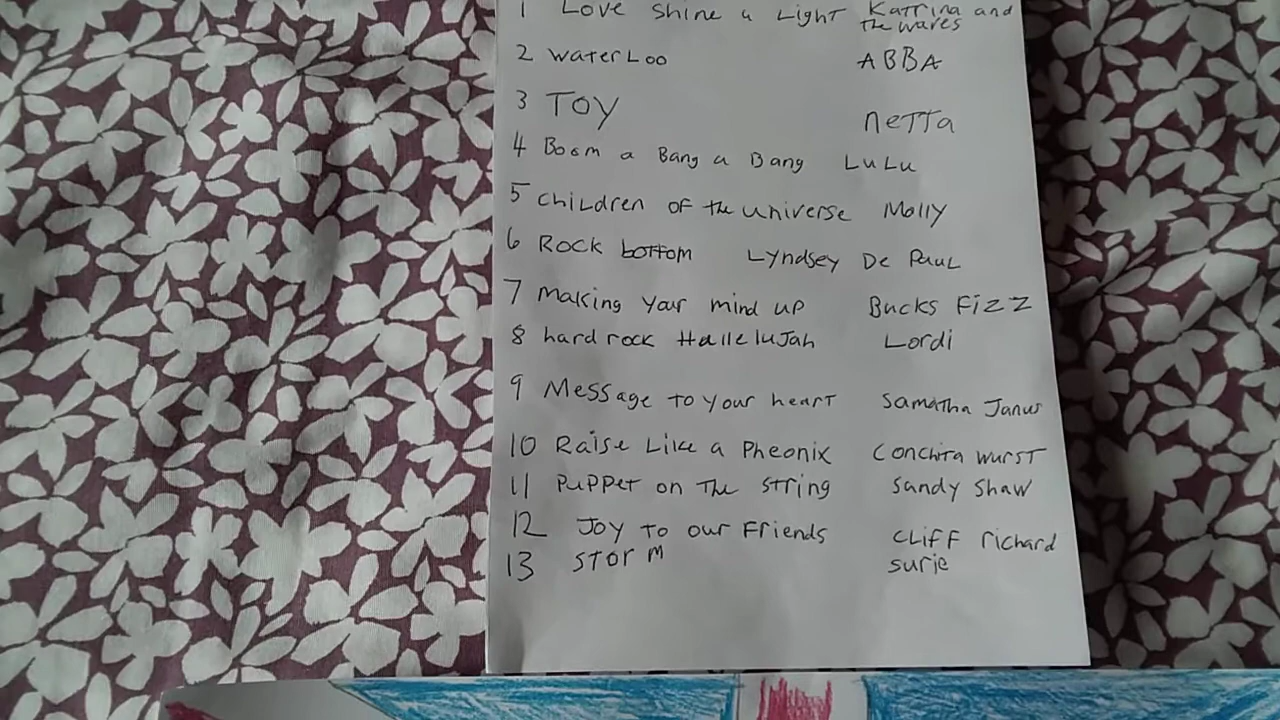 1 Love Shine a Light Katrina and the waves
2 Waterloo ABBA
3 TOY netta
4 Boom a Bang a Bang LuLu
5 Children of the universe Molly
6 Rock bottom Lyndsey De Paul
7 making your mind up Bucks Fizz
8 hard rock Hallelujah Lordi
9 Message to your heart Samatha Janus
10 Raise Like a Pheonix Conchita wurst
11 Puppet on The String Sandy Shaw
12 Joy to our Friends Cliff richard
13 Storm surie